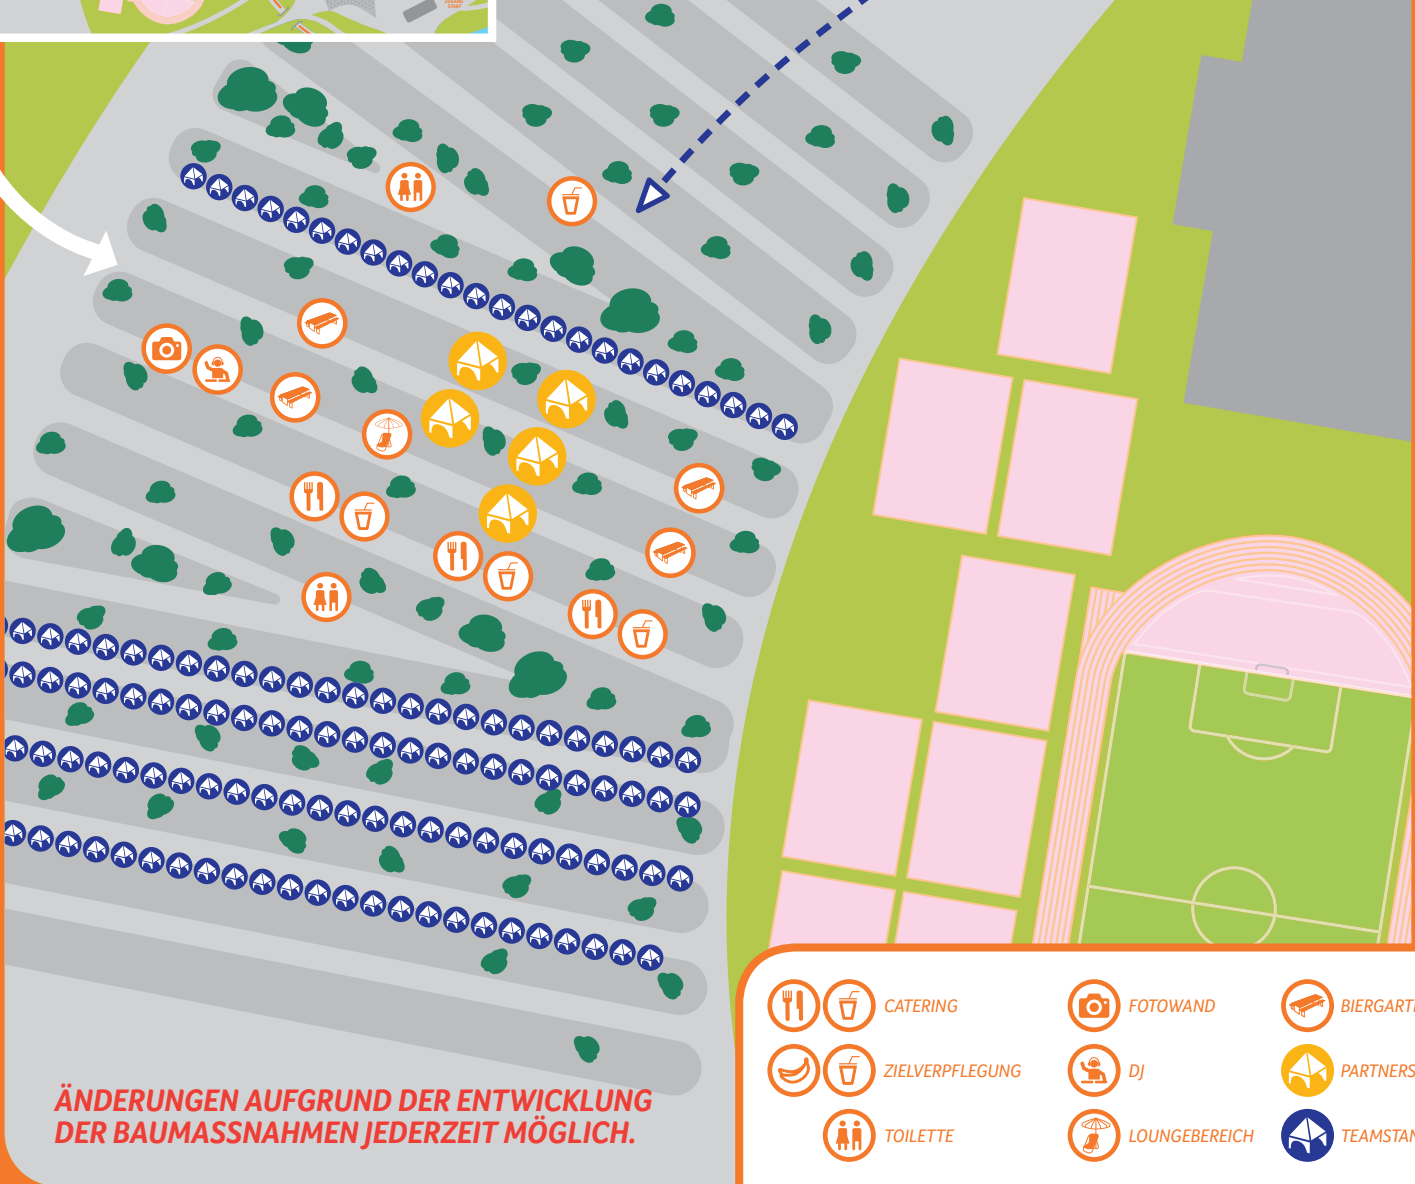 ÄNDERUNGEN AUFGRUND DER ENTWICKLUNG
DER BAUMASSNAHMEN JEDERZEIT MÖGLICH.
CATERING
FOTOWAND
ZIELVERPFLEGUNG
DJ
TOILETTE
LOUNGEBEREICH